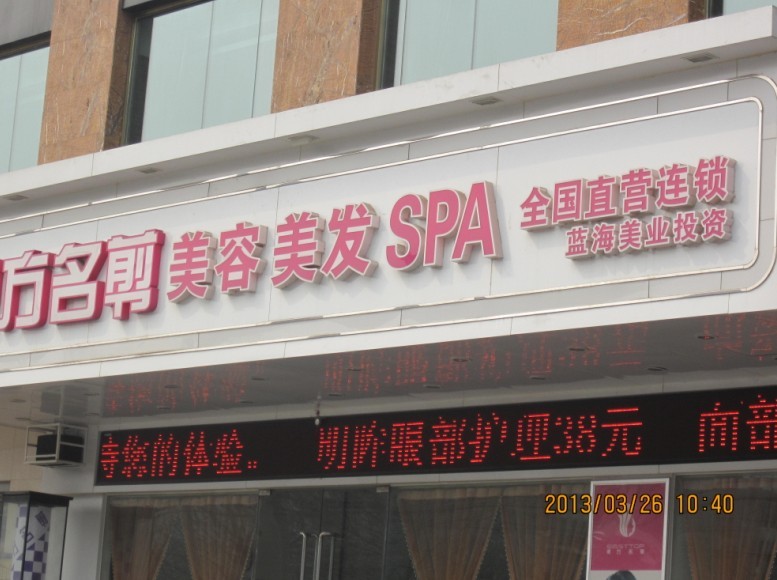 方名剪 美容 美发 SPA
全国直营连锁
蓝海美业投资
您的体验.. 明眸眼部护理38元 面部
2013/03/26 10:40